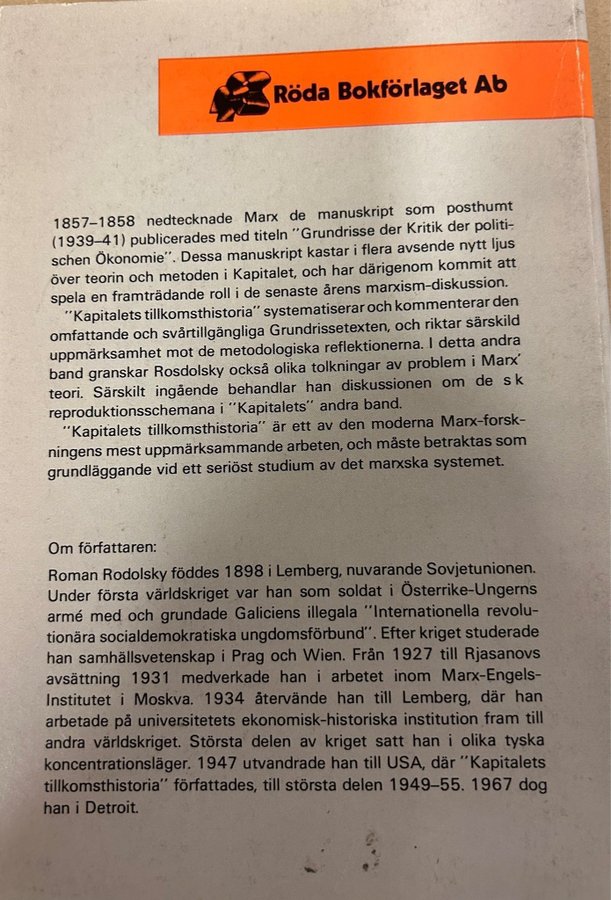 Röda Bokförlaget Ab
1857–1858 nedtecknade Marx de manuskript som posthumt
(1939–41) publicerades med titeln "Grundrisse der Kritik der politi-
schen Ökonomie". Dessa manuskript kastar i flera avsende nytt ljus
över teorin och metoden i Kapitalet, och har därigenom kommit att
spela en framträdande roll i de senaste årens marxism-diskussion.
"Kapitalets tillkomsthistoria" systematiserar och kommenterar den
omfattande och svårtillgängliga Grundrissetexten, och riktar särskild
uppmärksamhet mot de metodologiska reflektionerna. I detta andra
band granskar Rosdolsky också olika tolkningar av problem i Marx'
teori. Särskilt ingående behandlar han diskussionen om de s k
reproduktionsschemana i "Kapitalets" andra band.
"Kapitalets tillkomsthistoria" är ett av den moderna Marx-forsk-
ningens mest uppmärksammande arbeten, och måste betraktas som
grundläggande vid ett seriöst studium av det marxska systemet.
Om författaren:
Roman Rodolsky föddes 1898 i Lemberg, nuvarande Sovjetunionen.
Under första världskriget var han som soldat i Österrike-Ungerns
armé med och grundade Galiciens illegala "Internationella revolu-
tionära socialdemokratiska ungdomsförbund". Efter kriget studerade
han samhällsvetenskap i Prag och Wien. Från 1927 till Rjasanovs
avsättning 1931 medverkade han i arbetet inom Marx-Engels-
Institutet i Moskva. 1934 återvände han till Lemberg, där han
arbetade på universitetets ekonomisk-historiska institution fram till
andra världskriget. Största delen av kriget satt han i olika tyska
koncentrationsläger. 1947 utvandrade han till USA, där "Kapitalets
tillkomsthistoria" författades, till största delen 1949–55. 1967 dog
han i Detroit.